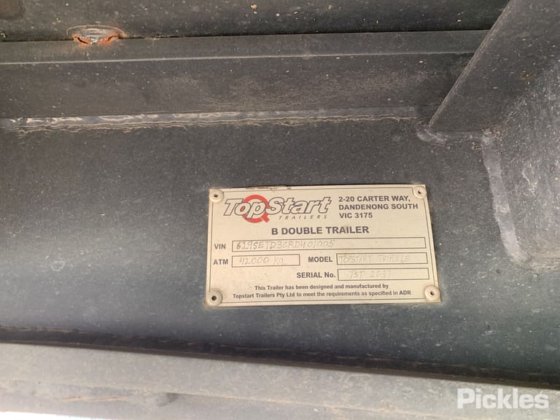 TopStart
TRAILERS
2-20 CARTER WAY,
DANDENONG SOUTH
VIC 3175
B DOUBLE TRAILER
VIN
ATM 42000 KG MODEL
SERIAL No.
This Trailer has been designed and manufactured by
Topstart Trailers Pty Ltd to meet the requirements as specified in ADR
Pickles